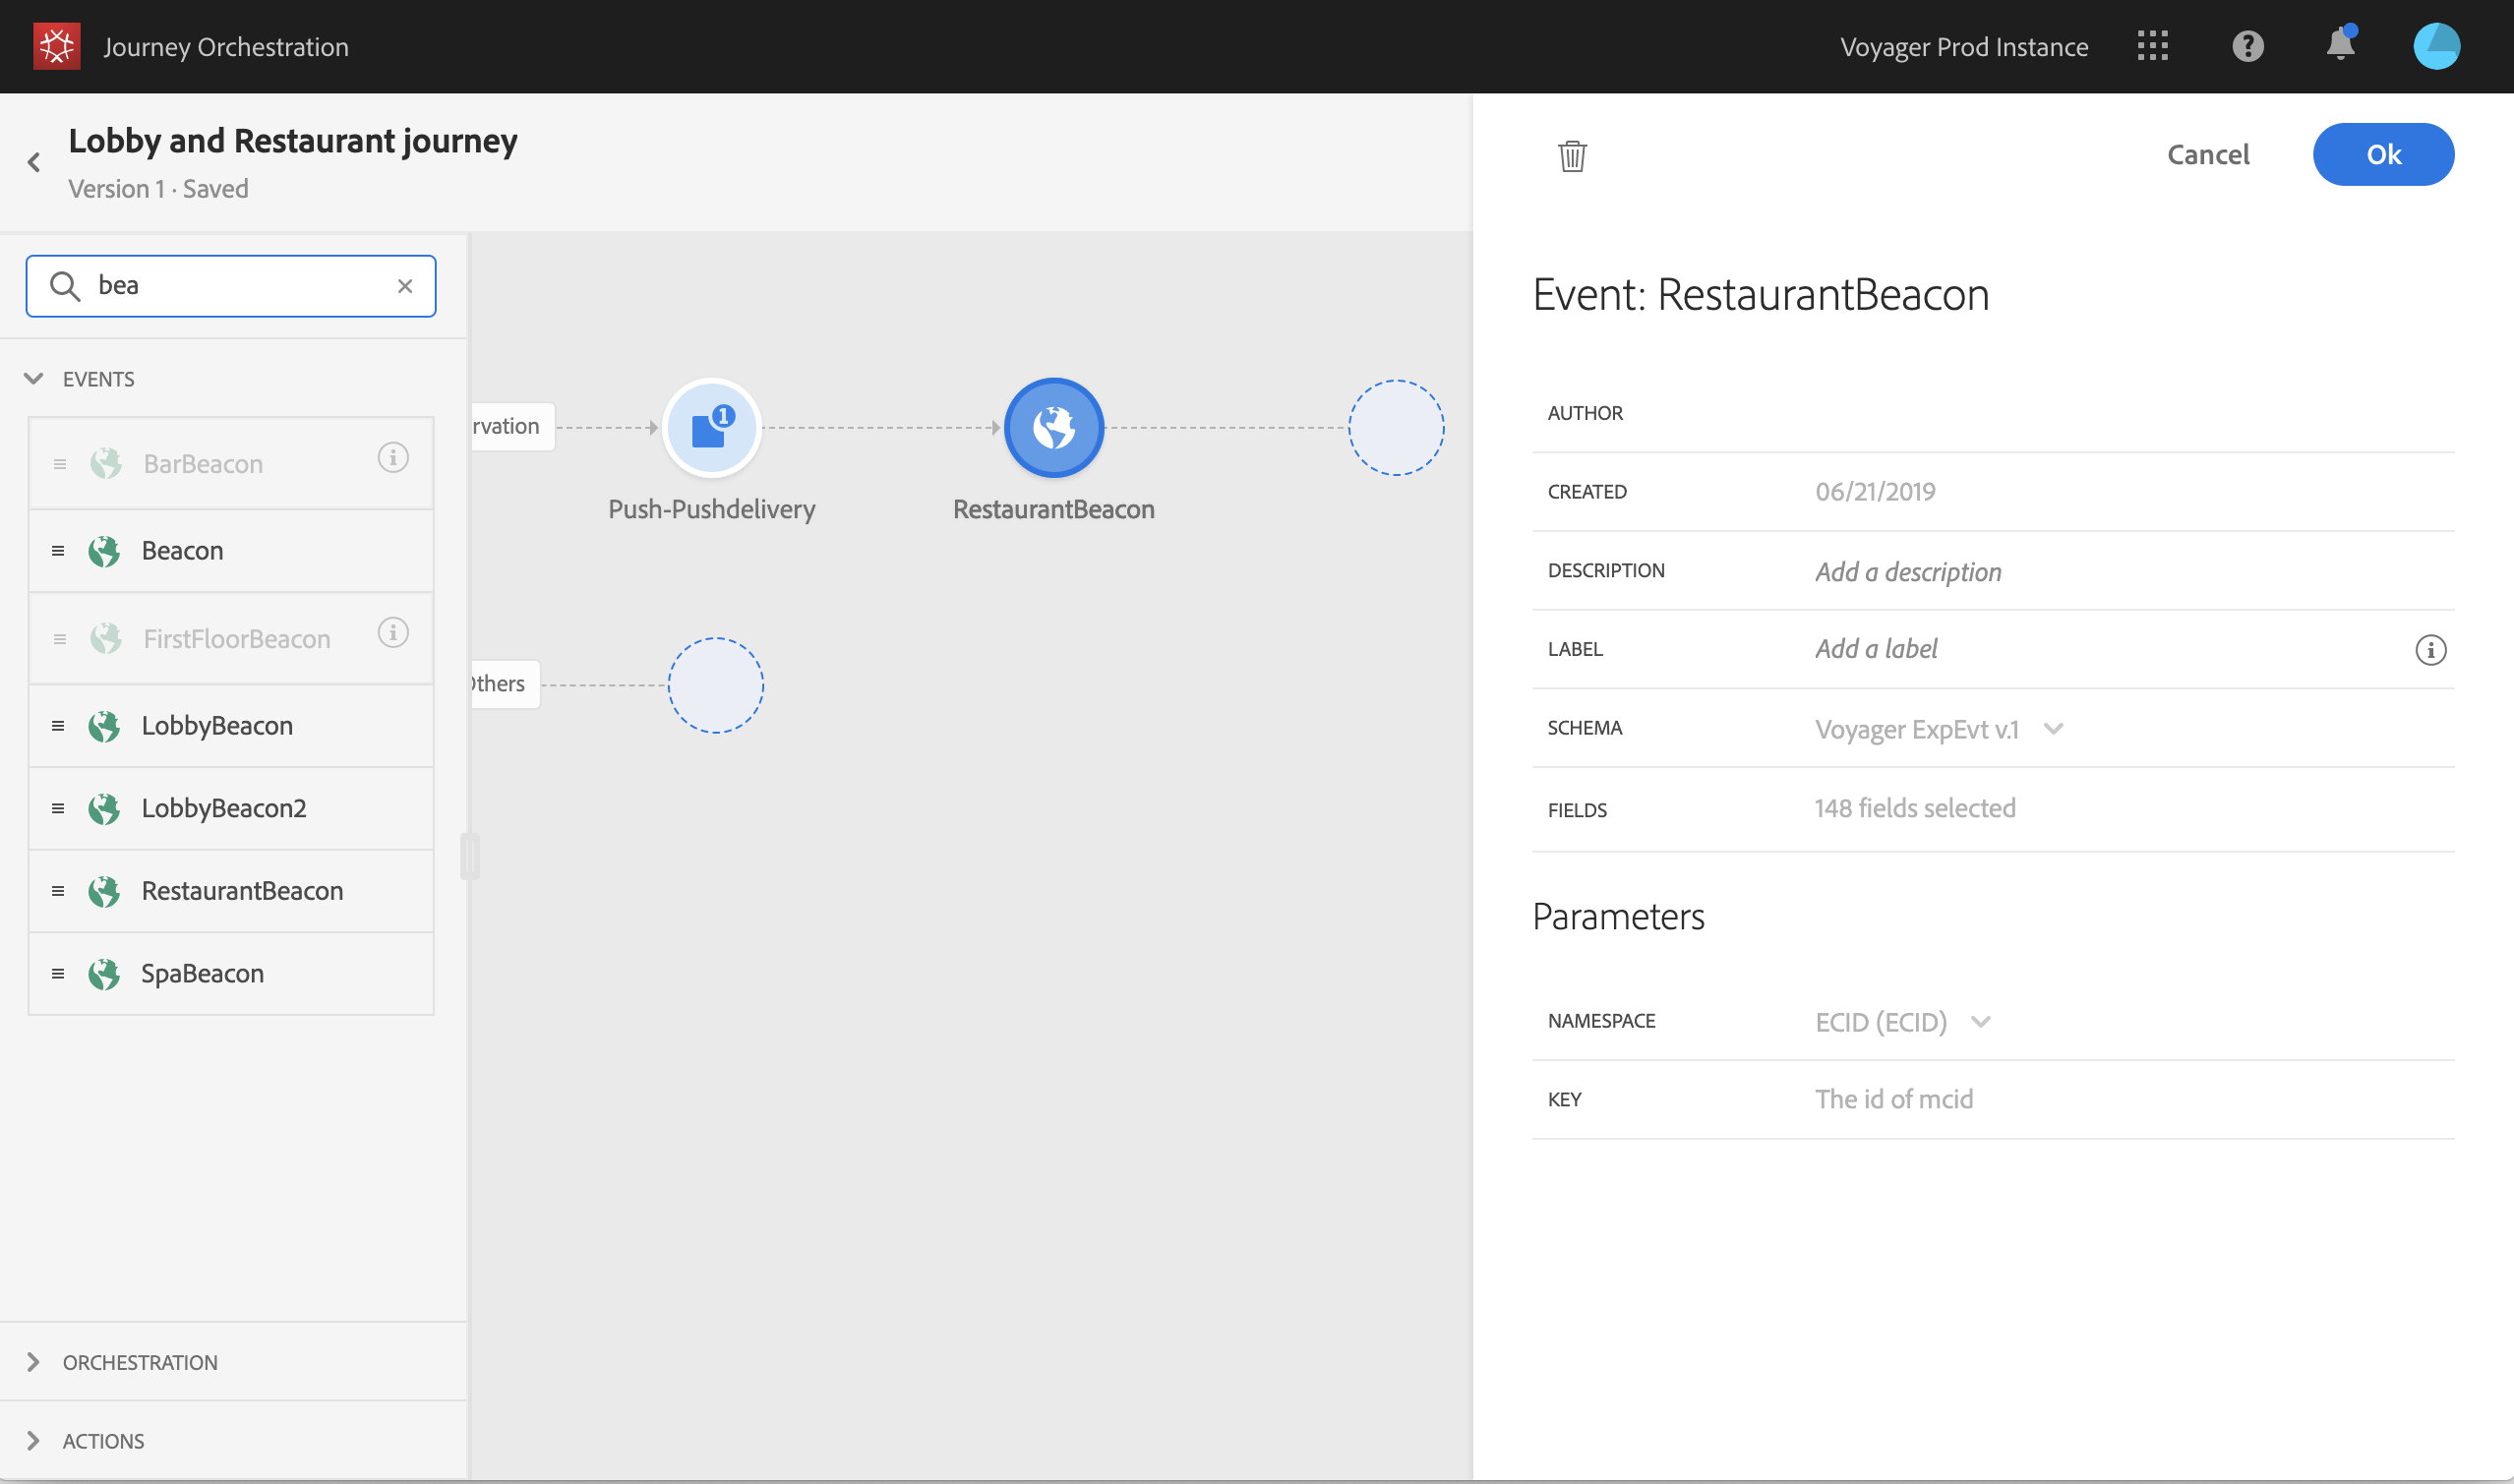 Journey Orchestration
Voyager Prod Instance
Lobby and Restaurant journey
Version 1 · Saved
Cancel
Ok
bea
EVENTS
BarBeacon
Beacon
FirstFloorBeacon
LobbyBeacon
LobbyBeacon2
RestaurantBeacon
SpaBeacon
ORCHESTRATION
ACTIONS
rvation
1
Push-Pushdelivery
RestaurantBeacon
Others
Event: RestaurantBeacon
AUTHOR
CREATED 06/21/2019
DESCRIPTION Add a description
LABEL Add a label
SCHEMA Voyager ExpEvt v.1
FIELDS 148 fields selected
Parameters
NAMESPACE ECID (ECID)
KEY The id of mcid